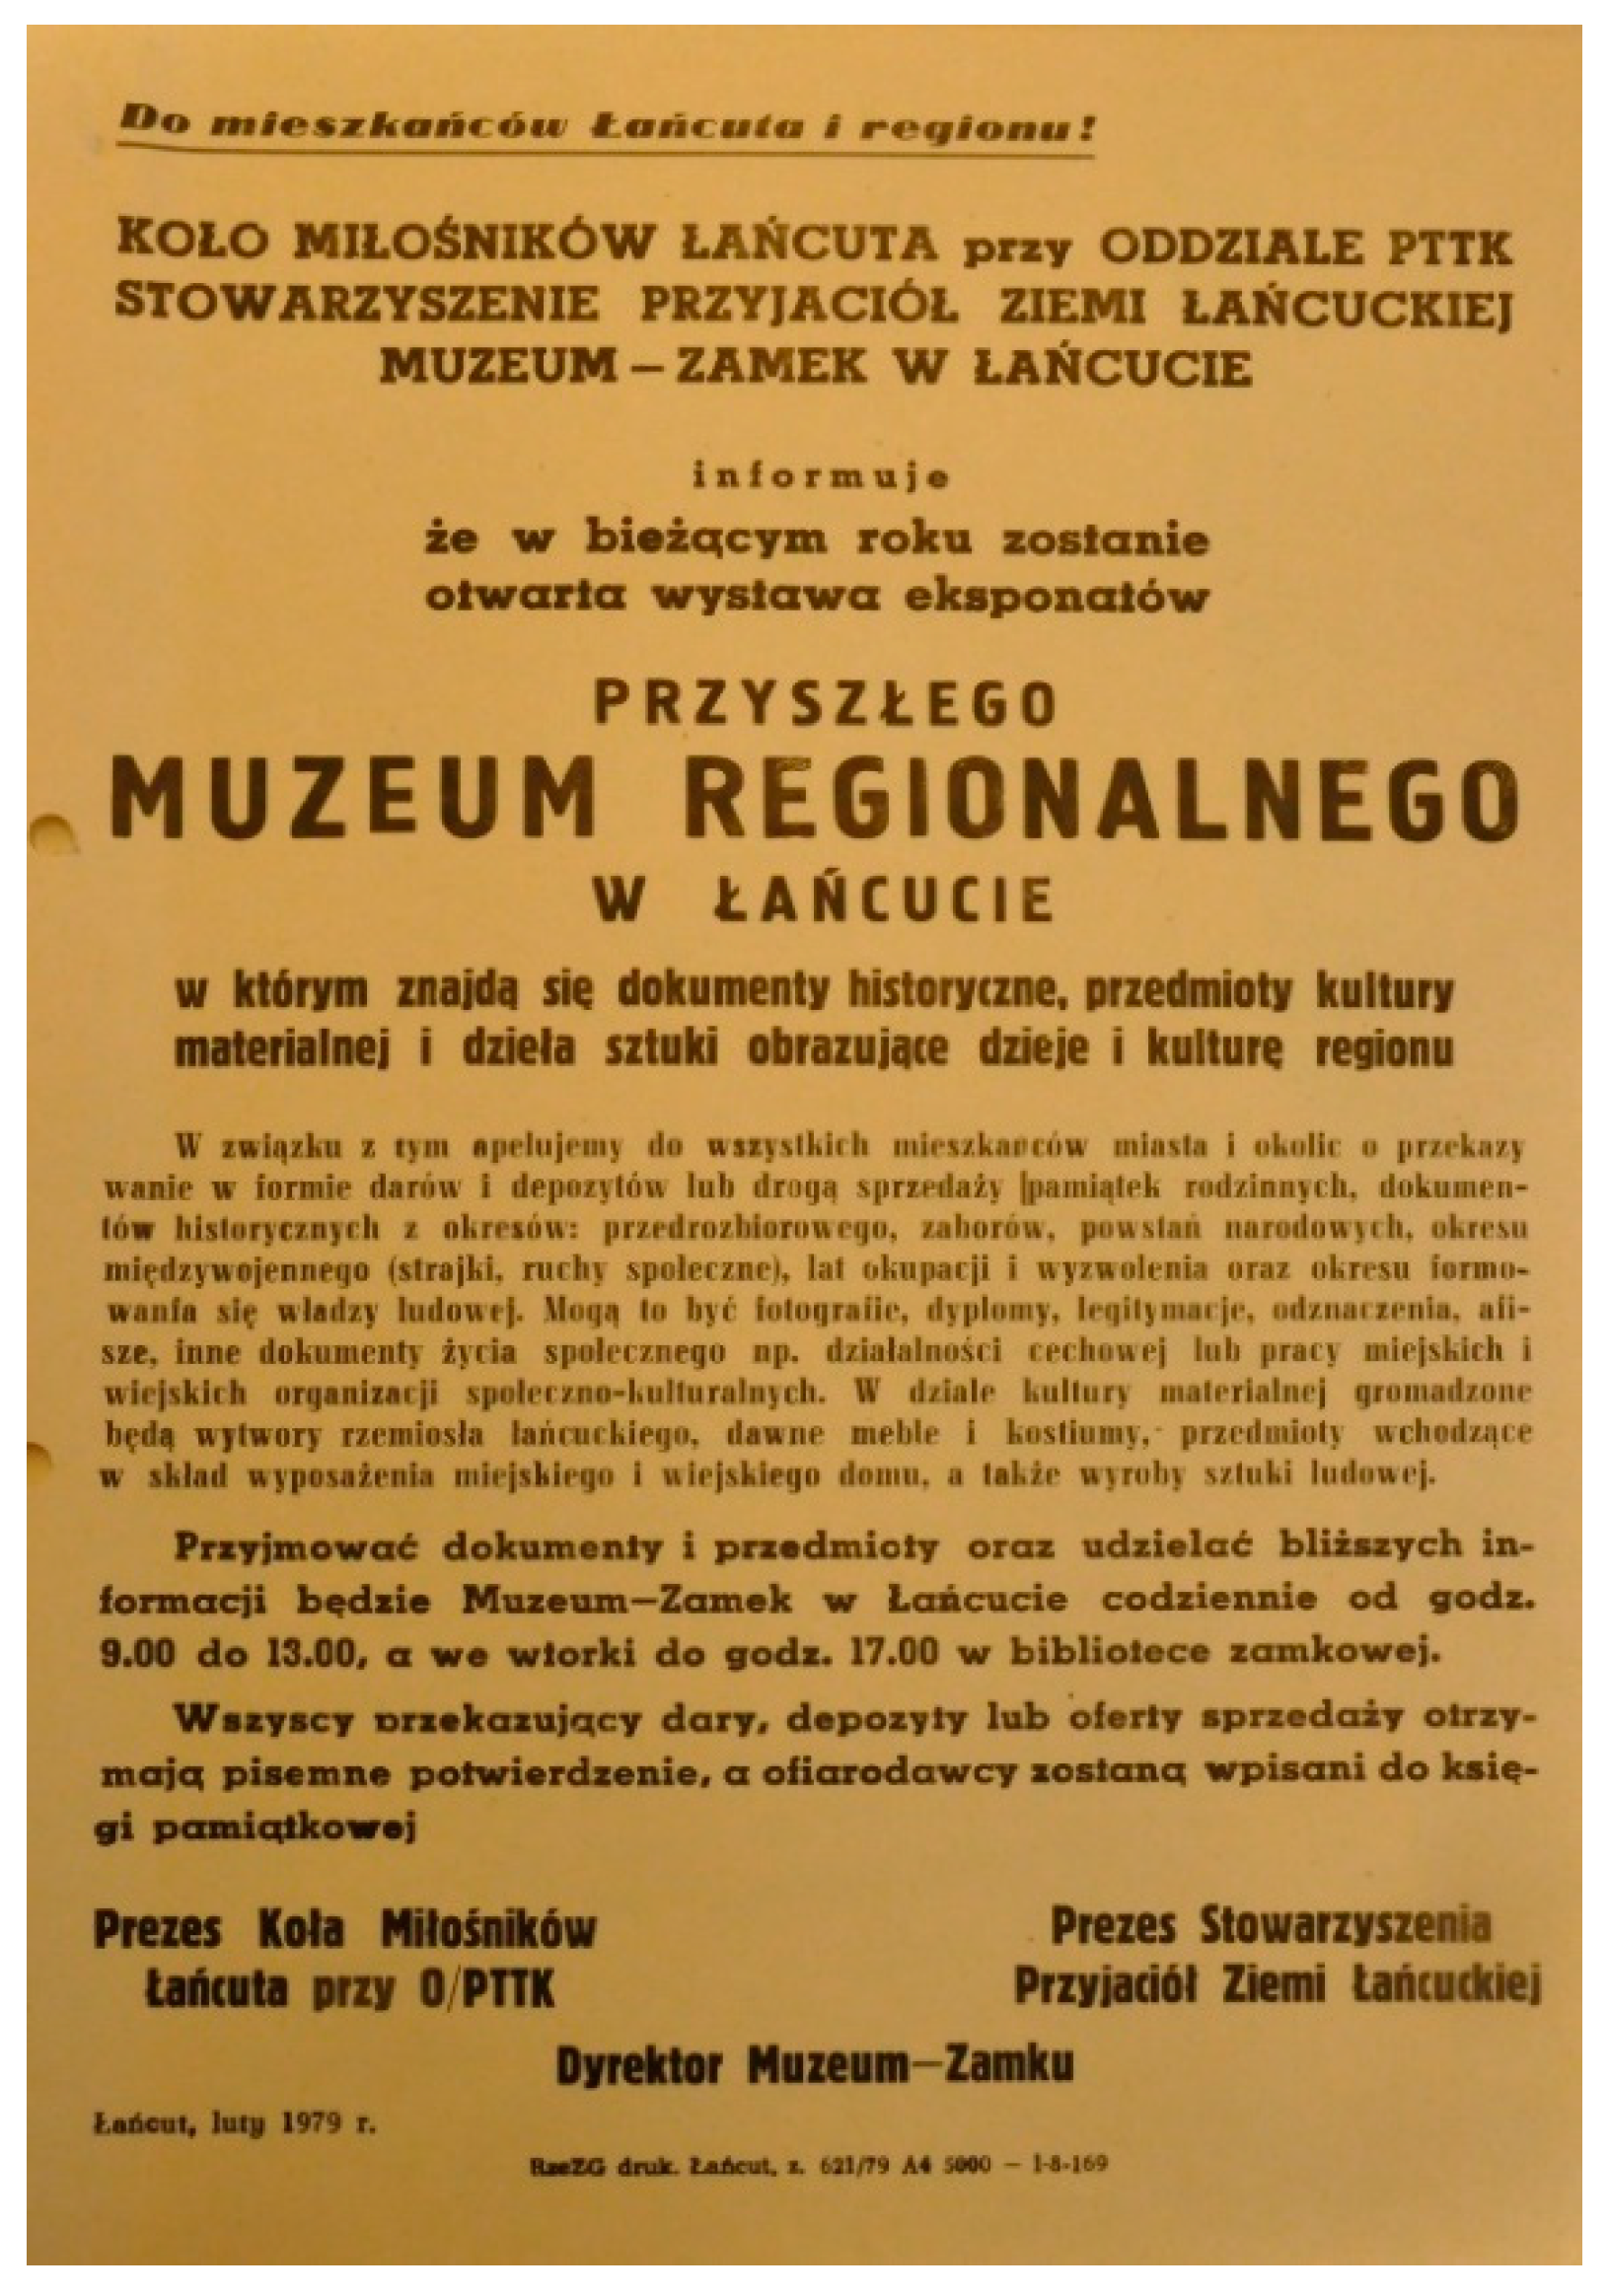 Do mieszkańców Łańcuta i regionu!
KOŁO MIŁOŚNIKÓW ŁAŃCUTA przy ODDZIALE PTTK
STOWARZYSZENIE PRZYJACIÓŁ ZIEMI ŁAŃCUCKIEJ
MUZEUM – ZAMEK W ŁAŃCUCIE
informuje
że w bieżącym roku zostanie
otwarta wystawa eksponatów
PRZYSZŁEGO
MUZEUM REGIONALNEGO
W ŁAŃCUCIE
w którym znajdą się dokumenty historyczne, przedmioty kultury
materialnej i dzieła sztuki obrazujące dzieje i kulturę regionu
W związku z tym apelujemy do wszystkich mieszkańców miasta i okolic o przekazy
wanie w formie darów i depozytów lub drogą sprzedaży pamiątek rodzinnych, dokumen-
tów historycznych z okresów: przedrozbiorowego, zaborów, powstań narodowych, okresu
międzywojennego (strajki, ruchy społeczne), lat okupacji i wyzwolenia oraz okresu formo-
wania się władzy ludowej. Mogą to być fotografiie, dyplomy, legitymacje, odznaczenia, afi-
sze, inne dokumenty życia społecznego np. działalności cechowej lub pracy miejskich i
wiejskich organizacji społeczno-kulturalnych. W dziale kultury materialnej gromadzone
będą wytwory rzemiosła łańcuckiego, dawne meble i kostiumy, przedmioty wchodzące
w skład wyposażenia miejskiego i wiejskiego domu, a także wyroby sztuki ludowej.
Przyjmować dokumenty i przedmioty oraz udzielać bliższych in-
formacji będzie Muzeum–Zamek w Łańcucie codziennie od godz.
9.00 do 13.00, a we wtorki do godz. 17.00 w bibliotece zamkowej.
Wszyscy przekazujący dary, depozyty lub oferty sprzedaży otrzy-
mają pisemne potwierdzenie, a ofiarodawcy zostaną wpisani do księ-
gi pamiątkowej
Prezes Koła Miłośników
Łańcuta przy O/PTTK
Prezes Stowarzyszenia
Przyjaciół Ziemi Łańcuckiej
Dyrektor Muzeum–Zamku
Łańcut, luty 1979 r.
RzeZG druk. Łańcut, z. 621/79 A4 5000 – I-8-169